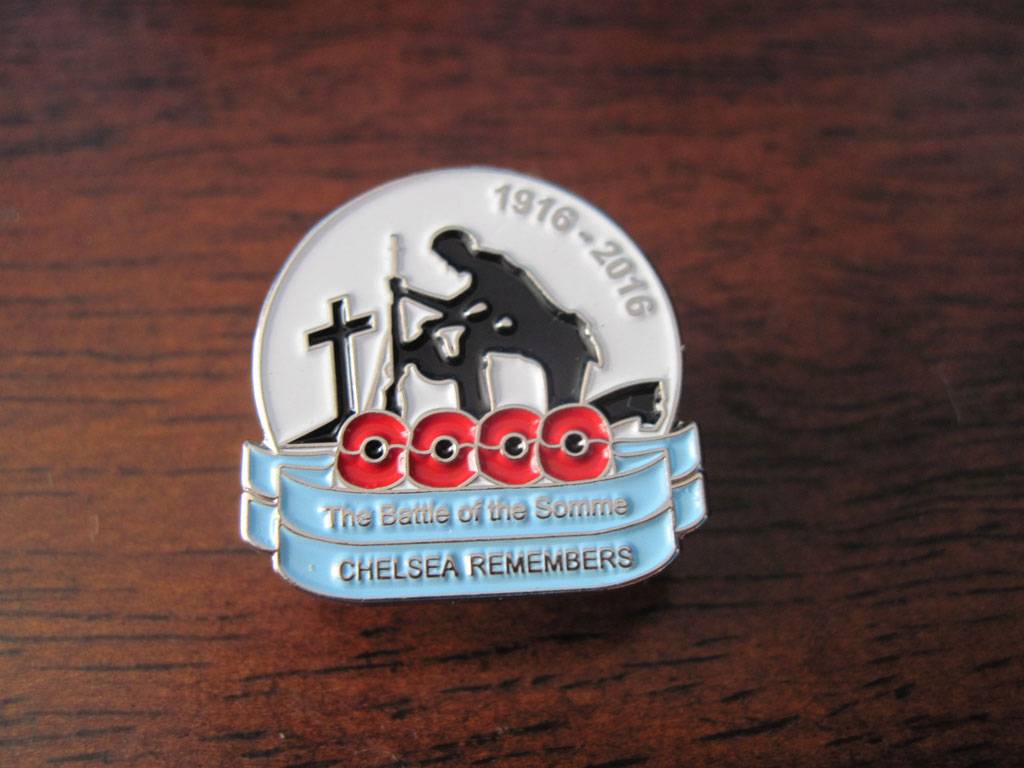 1916-2016
The Battle of the Somme
CHELSEA REMEMBERS